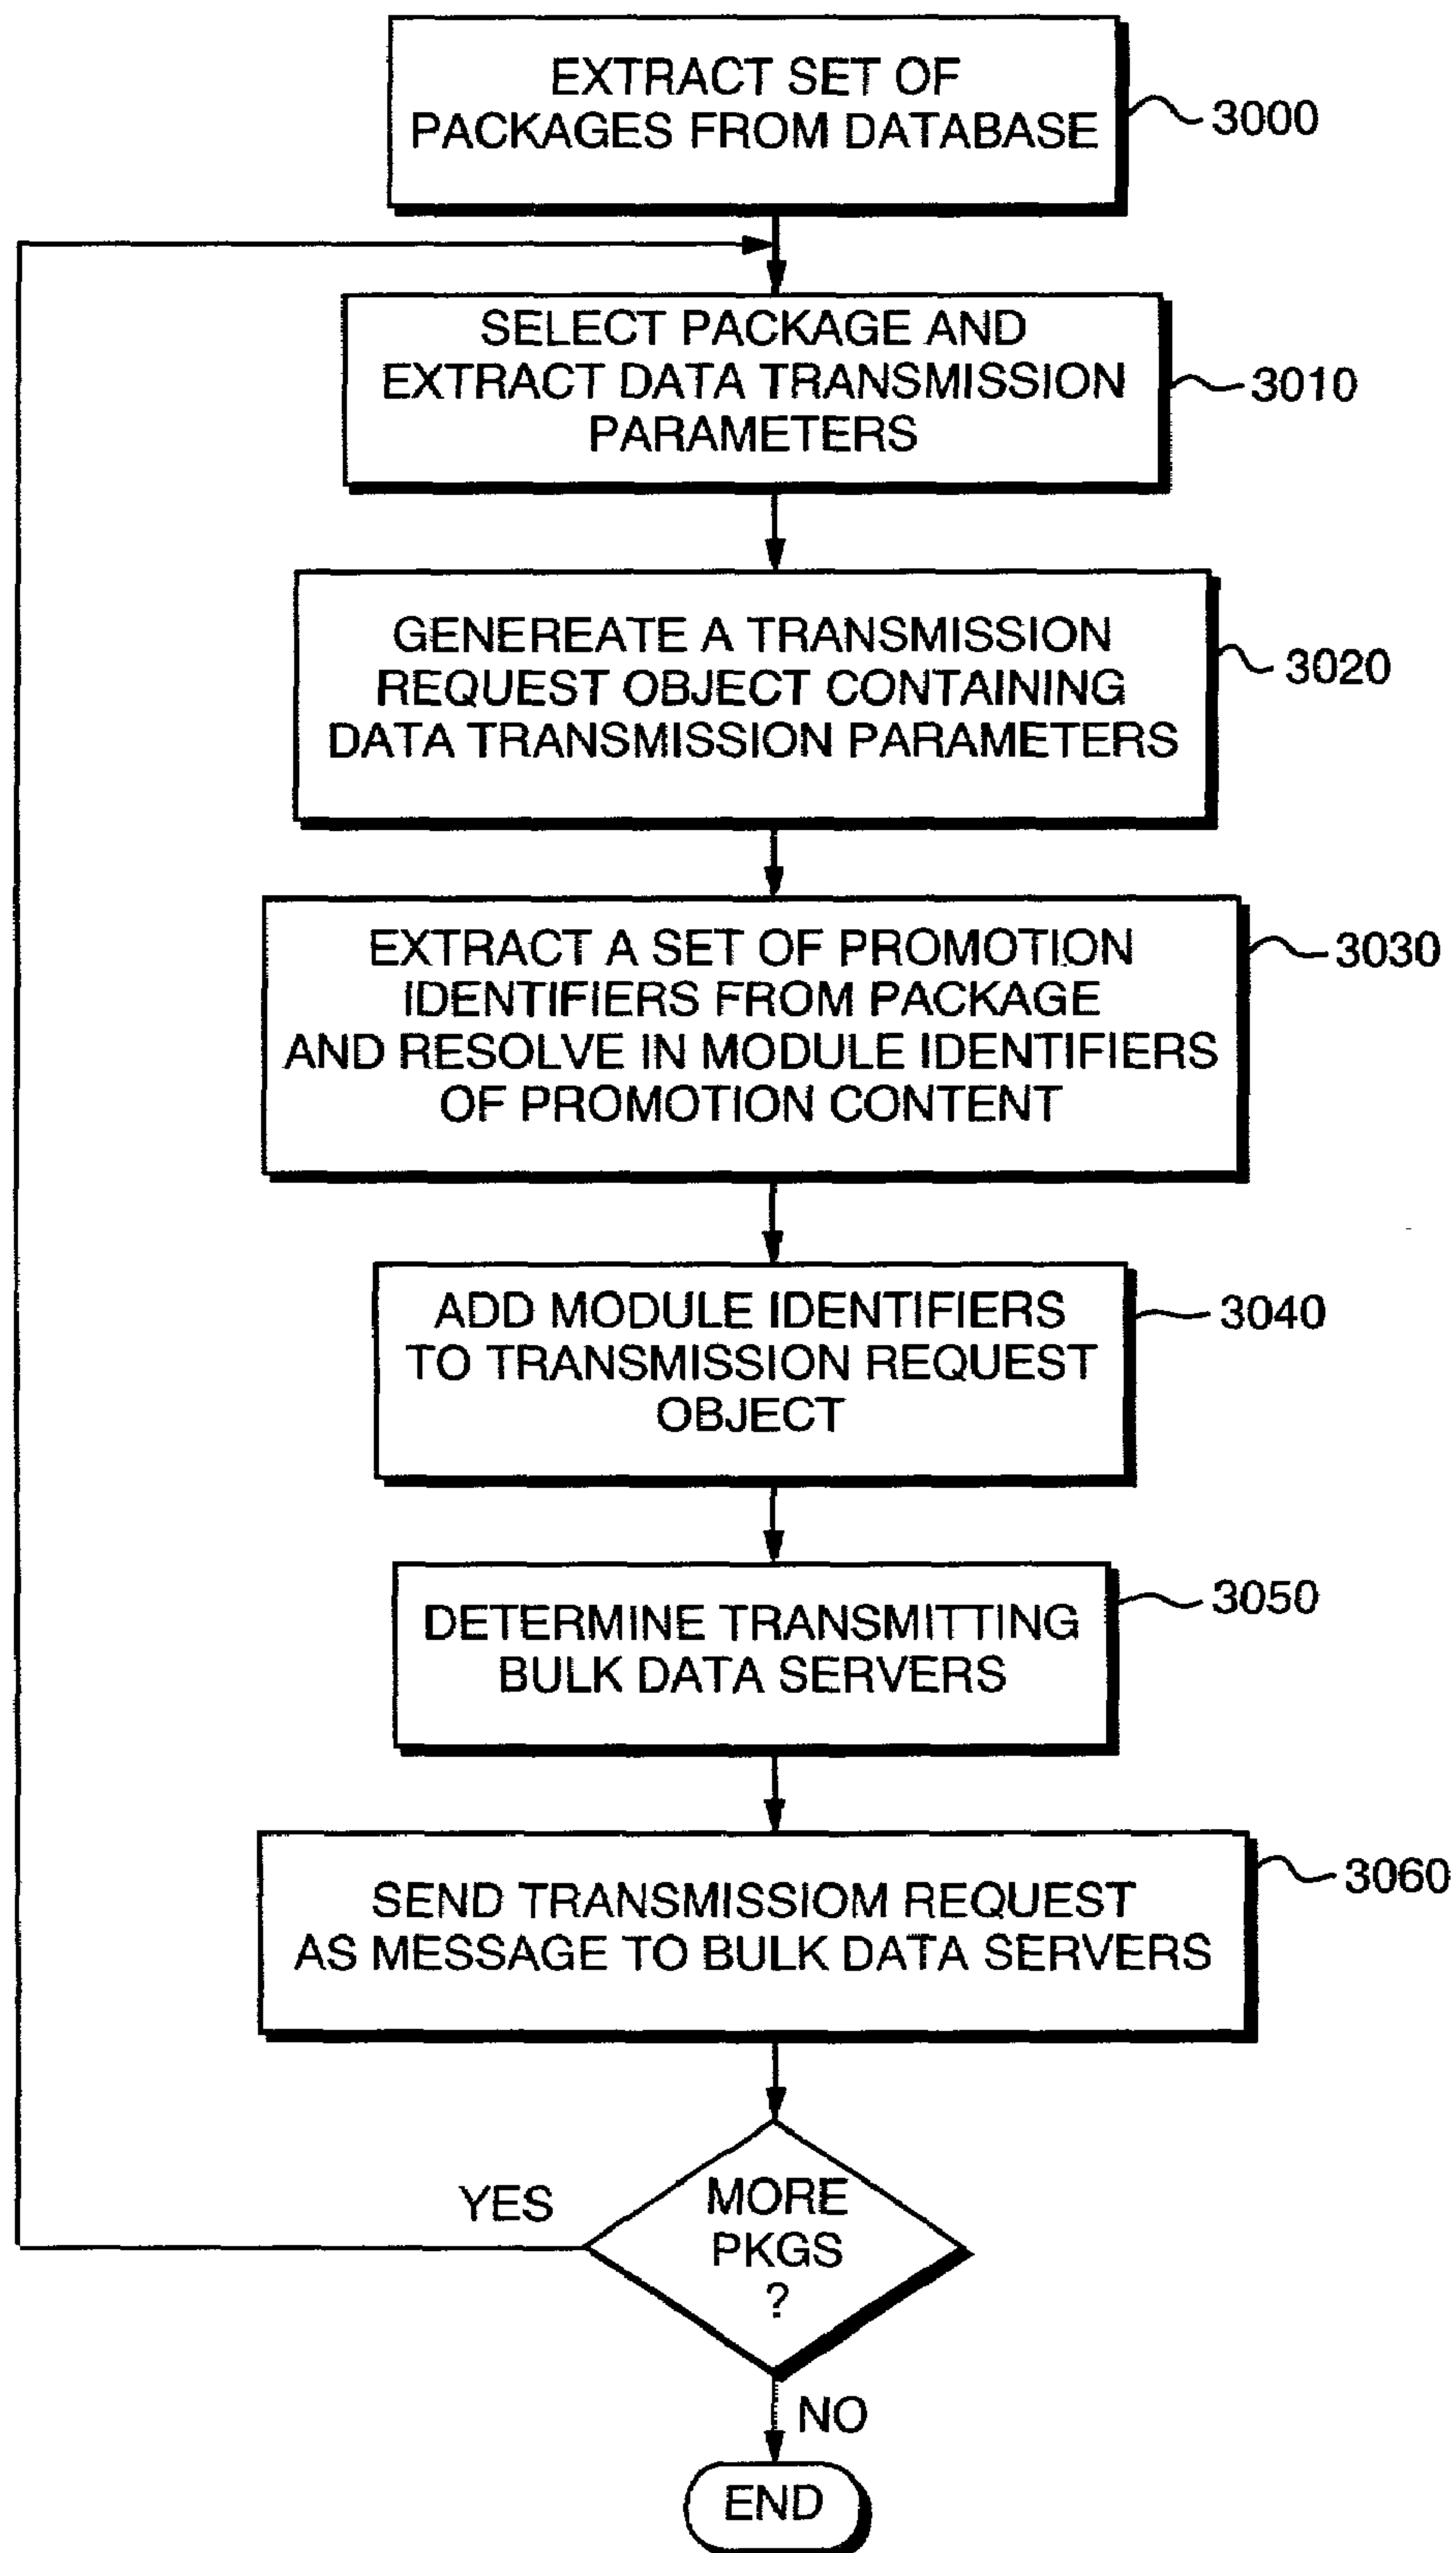 EXTRACT SET OF
PACKAGES FROM DATABASE
3000
SELECT PACKAGE AND
EXTRACT DATA TRANSMISSION
PARAMETERS
3010
GENEREATE A TRANSMISSION
REQUEST OBJECT CONTAINING
DATA TRANSMISSION PARAMETERS
3020
EXTRACT A SET OF PROMOTION
IDENTIFIERS FROM PACKAGE
AND RESOLVE IN MODULE IDENTIFIERS
OF PROMOTION CONTENT
3030
ADD MODULE IDENTIFIERS
TO TRANSMISSION REQUEST
OBJECT
3040
DETERMINE TRANSMITTING
BULK DATA SERVERS
3050
SEND TRANSMISSIOM REQUEST
AS MESSAGE TO BULK DATA SERVERS
3060
YES
MORE
PKGS
?
NO
END